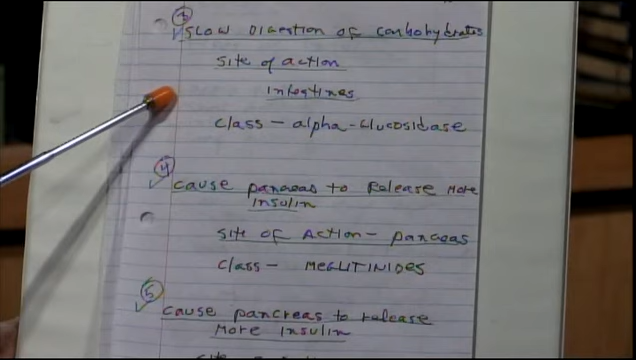 SLOW Digestion of Carbohydrates
Site of action
Intestines
Class - alpha-Glucosidase
4
Cause pancreas to Release More
Insulin
Site of Action - pancreas
Class - MEGLITINIDES
5
Cause pancreas to release
More Insulin